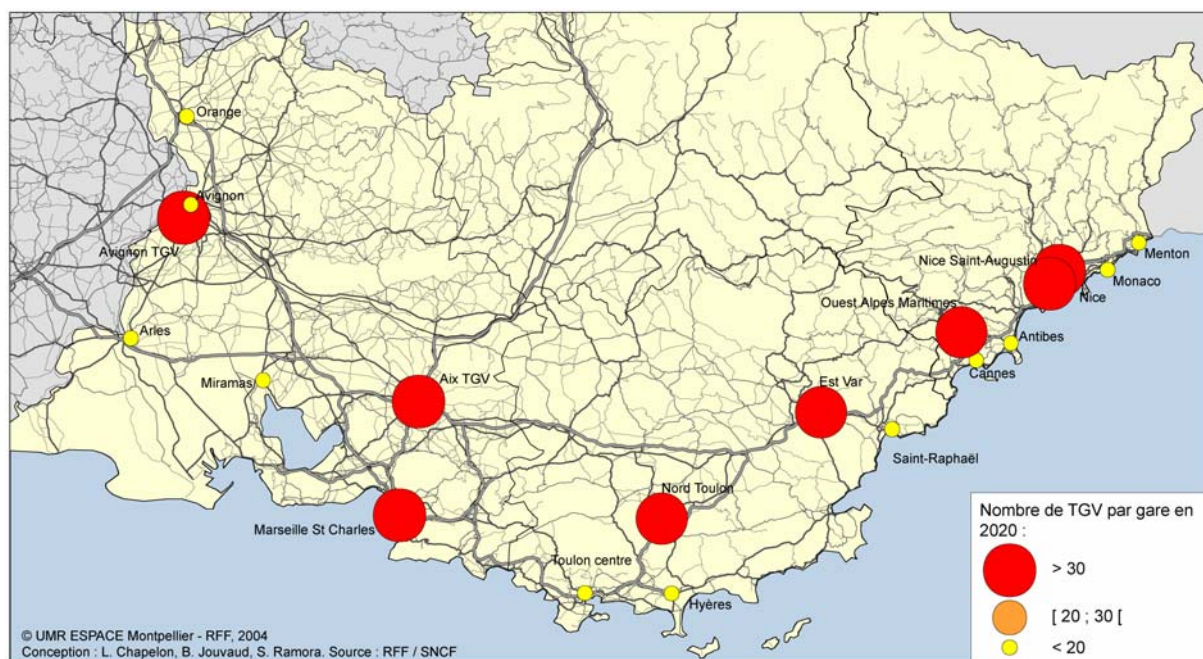 Orange
Avignon
Avignon TGV
Nice Saint-Augustin
Menton
Monaco
Nice
Ouest Alpes Maritimes
Arles
Antibes
Cannes
Miramas
Aix TGV
Est Var
Saint-Raphaël
Nord Toulon
Marseille St Charles
Toulon centre
Hyères
Nombre de TGV par gare en
2020 :
> 30
[ 20 ; 30 [
< 20
© UMR ESPACE Montpellier - RFF, 2004
Conception : L. Chapelon, B. Jouvaud, S. Ramora. Source : RFF / SNCF